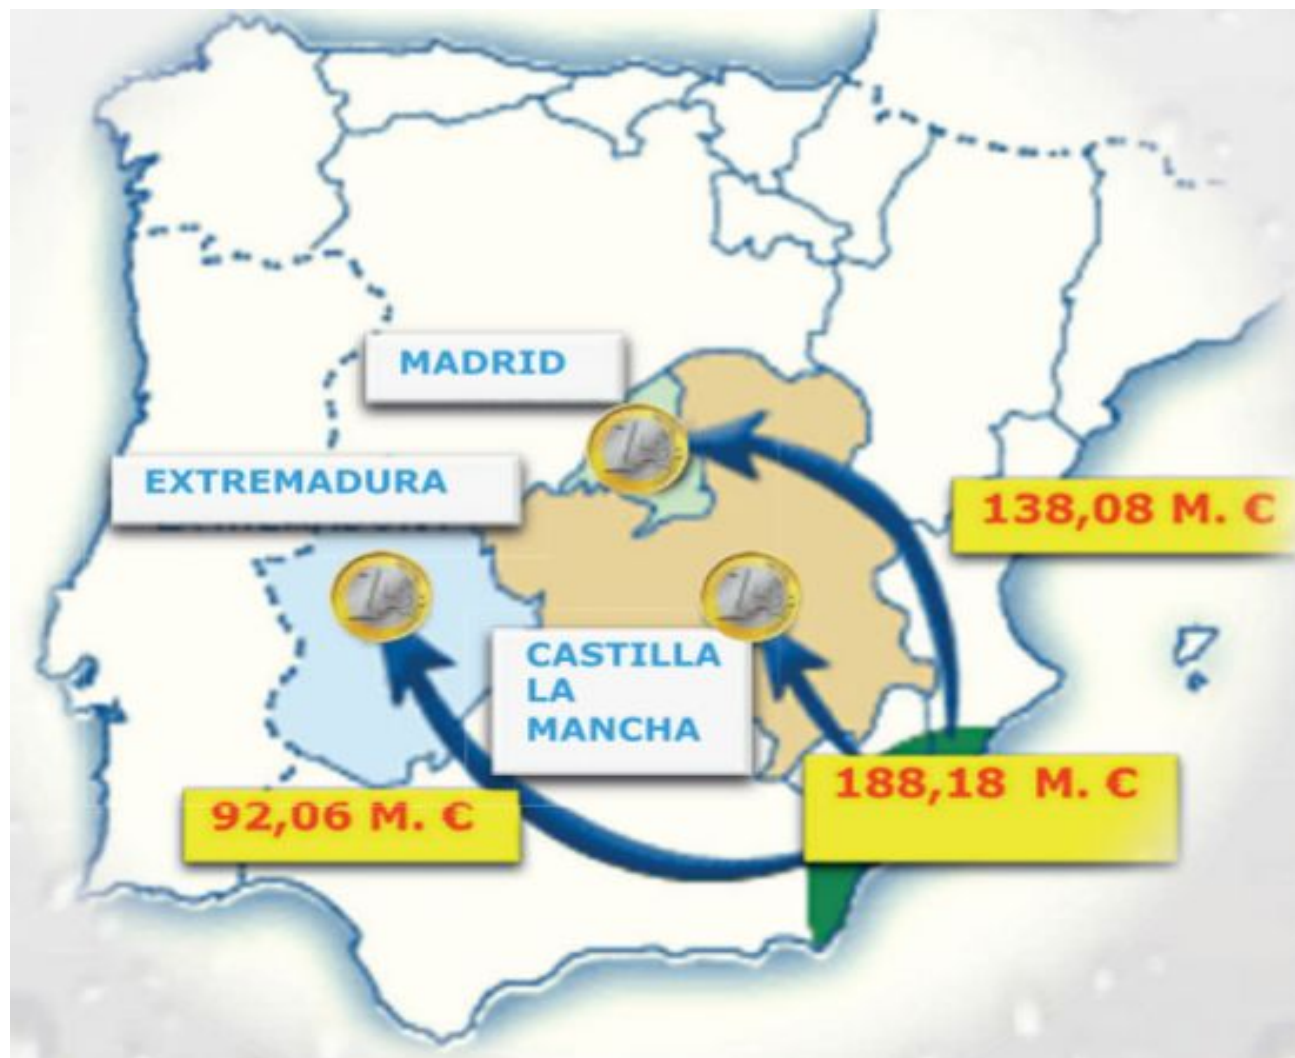 MADRID
EXTREMADURA
138,08 M. €
CASTILLA
LA
MANCHA
188,18 M. €
92,06 M. €